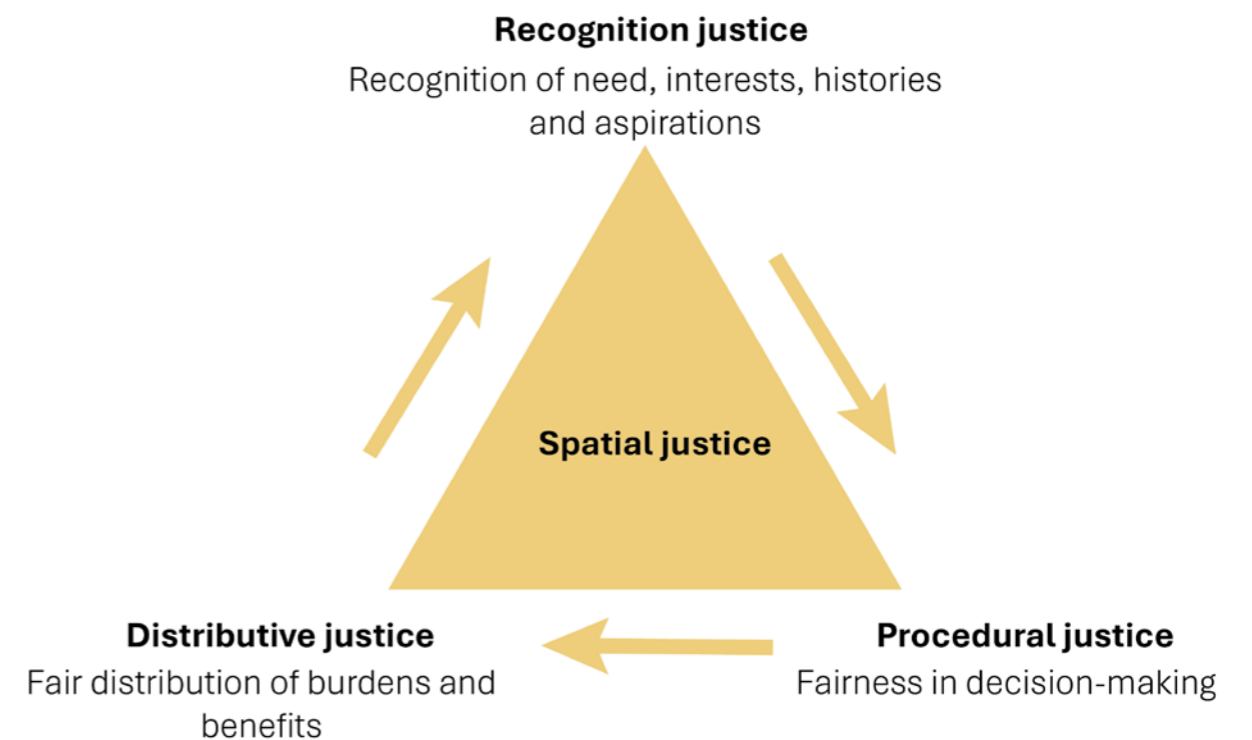 Recognition justice
Recognition of need, interests, histories
and aspirations
Spatial justice
Distributive justice
Fair distribution of burdens and
benefits
Procedural justice
Fairness in decision-making